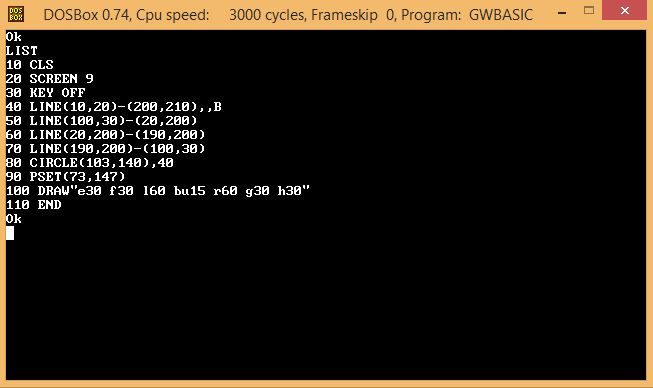 DOS BOX
DOSBox 0.74, Cpu speed: 3000 cycles, Frameskip 0, Program: GWBASIC
Ok
LIST
10 CLS
20 SCREEN 9
30 KEY OFF
40 LINE(10,20)-(200,210),,B
50 LINE(100,30)-(20,200)
60 LINE(20,200)-(190,200)
70 LINE(190,200)-(100,30)
80 CIRCLE(103,140),40
90 PSET(73,147)
100 DRAW"e30 f30 l60 bu15 r60 g30 h30"
110 END
Ok